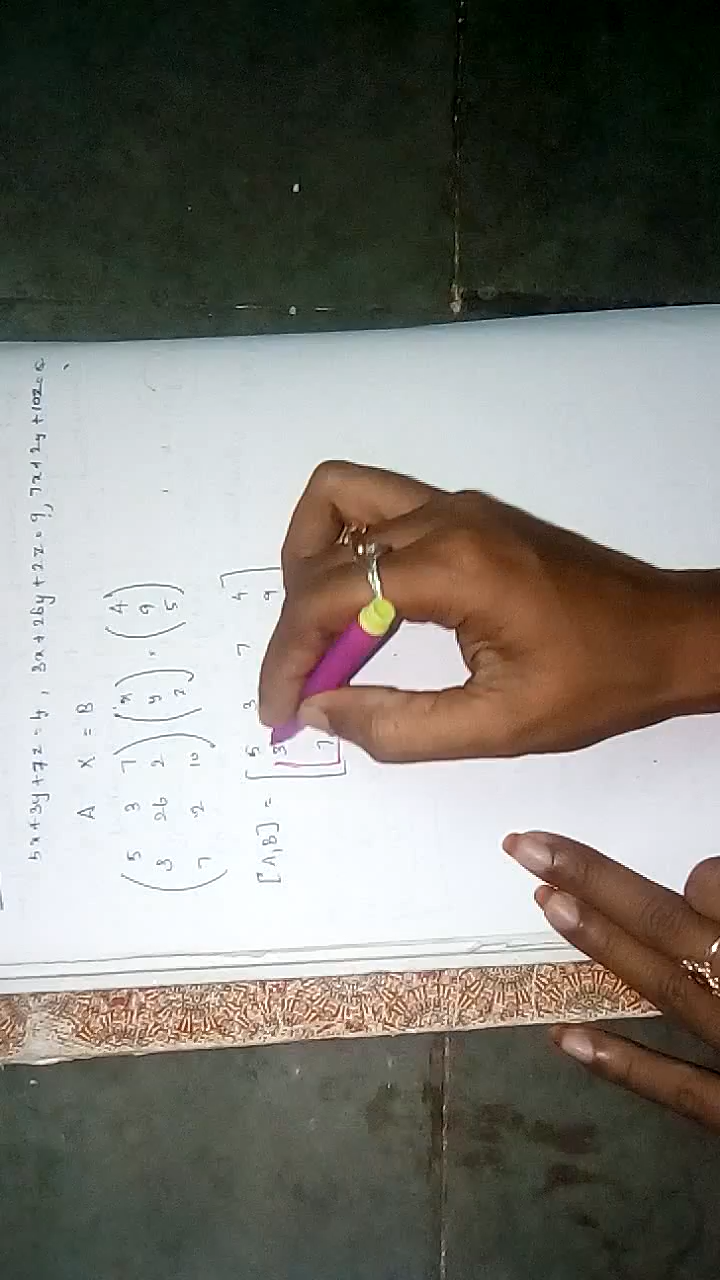 5x+3y+7z=4, 3x+26y+2z=9, 7x+2y+10z=5
A X = B
( 5 3 7 ) ( x ) = ( 4 )
( 3 26 2 ) ( y ) ( 9 )
( 7 2 10 ) ( z ) ( 5 )
[A,B] = [ 5 3 7 4 ]
3 9
7